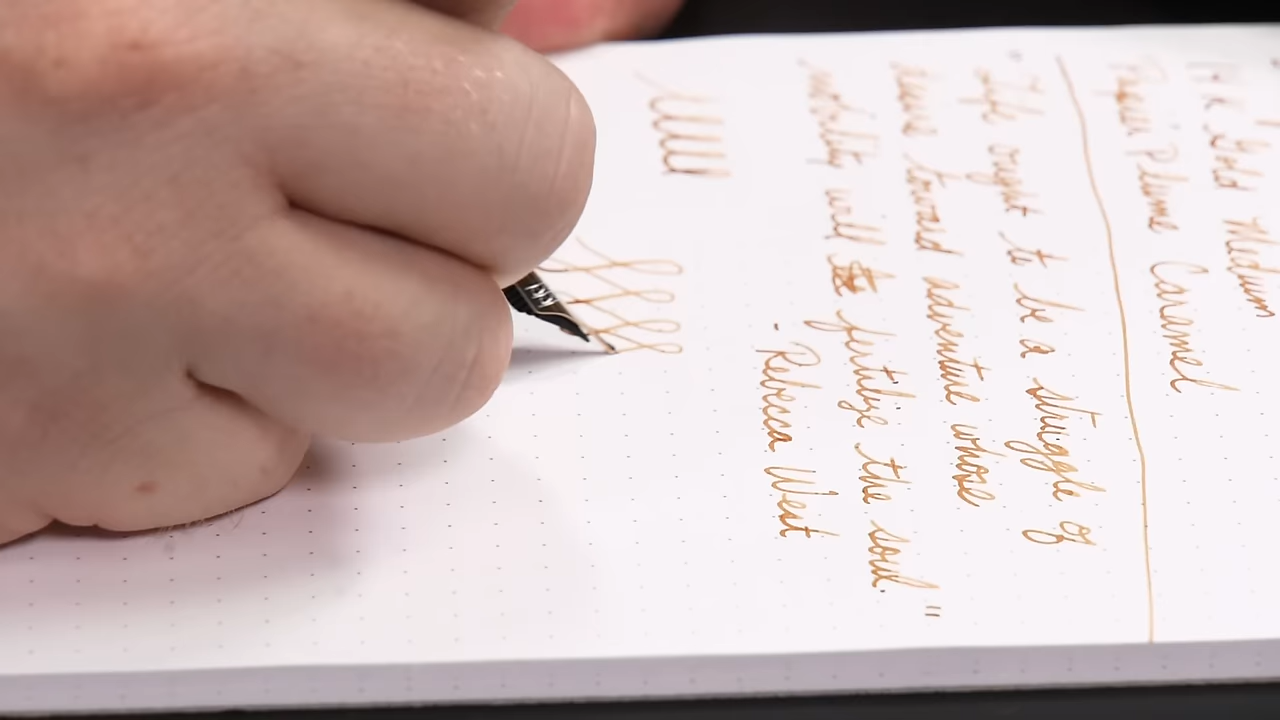 14k Gold Medium
Papier Plume Caramel
"Life ought to be a struggle of
desire toward adventure whose
nobility will fertilize the soul."
- Rebecca West